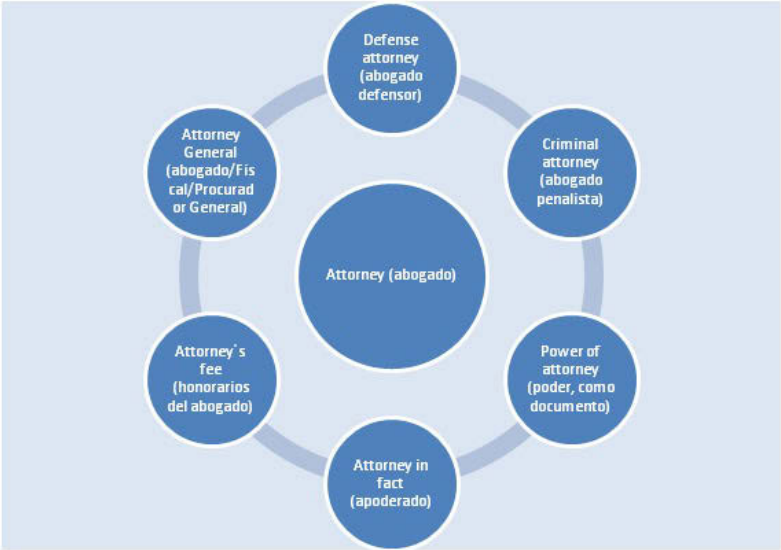 Defense
attorney
(abogado
defensor)
Attorney
General
(abogado/Fis
cal/Procurad
or General)
Criminal
attorney
(abogado
penalista)
Attorney (abogado)
Attorney`s
fee
(honorarios
del abogado)
Power of
attorney
(poder, como
documento)
Attorney in
fact
(apoderado)